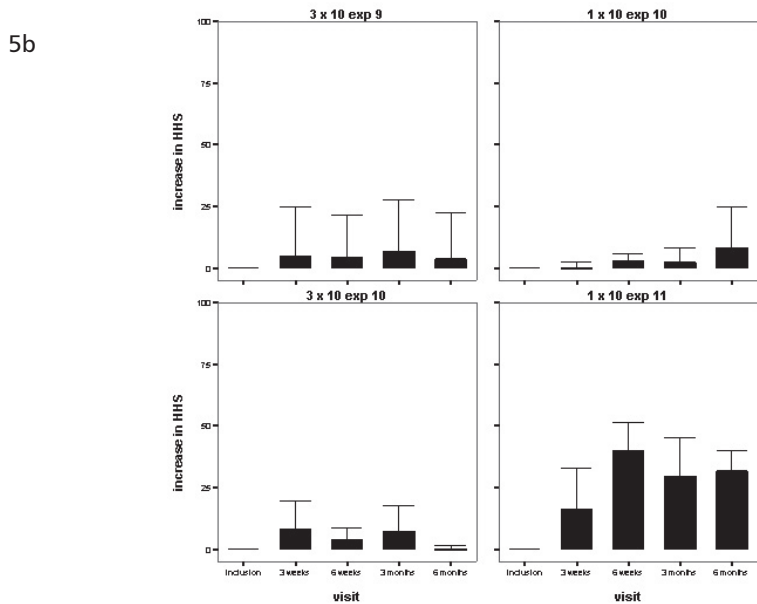 5b
3 x 10 exp 9
1 x 10 exp 10
100
75
50
25
0
increase in HHS
3 x 10 exp 10
1 x 10 exp 11
100
75
50
25
0
increase in HHS
inclusion 3 weeks 6 weeks 3 months 6 months
inclusion 3 weeks 6 weeks 3 months 6 months
visit
visit